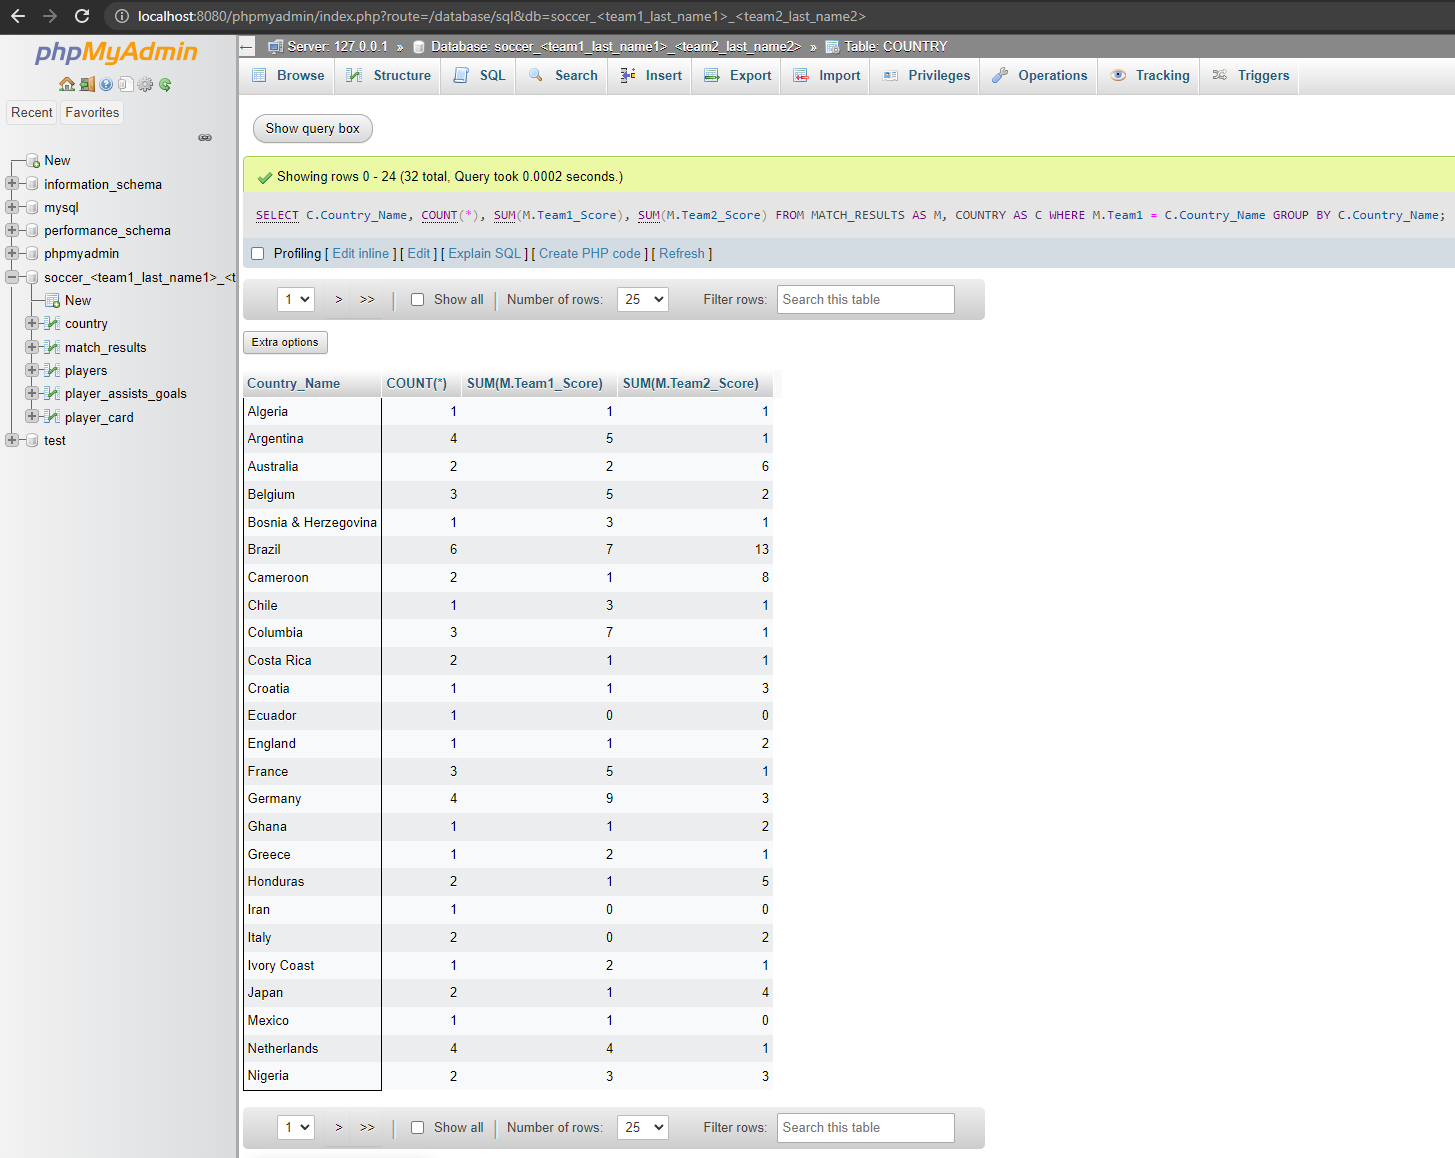 localhost:8080/phpmyadmin/index.php?route=/database/sql&db=soccer_<team1_last_name1>_<team2_last_name2>
phpMyAdmin
Recent Favorites
New
information_schema
mysql
performance_schema
phpmyadmin
soccer_<team1_last_name1>_<t
New
country
match_results
players
player_assists_goals
player_card
test
Server: 127.0.0.1 » Database: soccer_<team1_last_name1>_<team2_last_name2> » Table: COUNTRY
Browse Structure SQL Search Insert Export Import Privileges Operations Tracking Triggers
Show query box
Showing rows 0 - 24 (32 total, Query took 0.0002 seconds.)
SELECT C.Country_Name, COUNT(*), SUM(M.Team1_Score), SUM(M.Team2_Score) FROM MATCH_RESULTS AS M, COUNTRY AS C WHERE M.Team1 = C.Country_Name GROUP BY C.Country_Name;
Profiling [ Edit inline ] [ Edit ] [ Explain SQL ] [ Create PHP code ] [ Refresh ]
1 > >> | Show all | Number of rows: 25 Filter rows: Search this table
Extra options
Country_Name COUNT(*) SUM(M.Team1_Score) SUM(M.Team2_Score)
Algeria 1 1 1
Argentina 4 5 1
Australia 2 2 6
Belgium 3 5 2
Bosnia & Herzegovina 1 3 1
Brazil 6 7 13
Cameroon 2 1 8
Chile 1 3 1
Columbia 3 7 1
Costa Rica 2 1 1
Croatia 1 1 3
Ecuador 1 0 0
England 1 1 2
France 3 5 1
Germany 4 9 3
Ghana 1 1 2
Greece 1 2 1
Honduras 2 1 5
Iran 1 0 0
Italy 2 0 2
Ivory Coast 1 2 1
Japan 2 1 4
Mexico 1 1 0
Netherlands 4 4 1
Nigeria 2 3 3
1 > >> | Show all | Number of rows: 25 Filter rows: Search this table